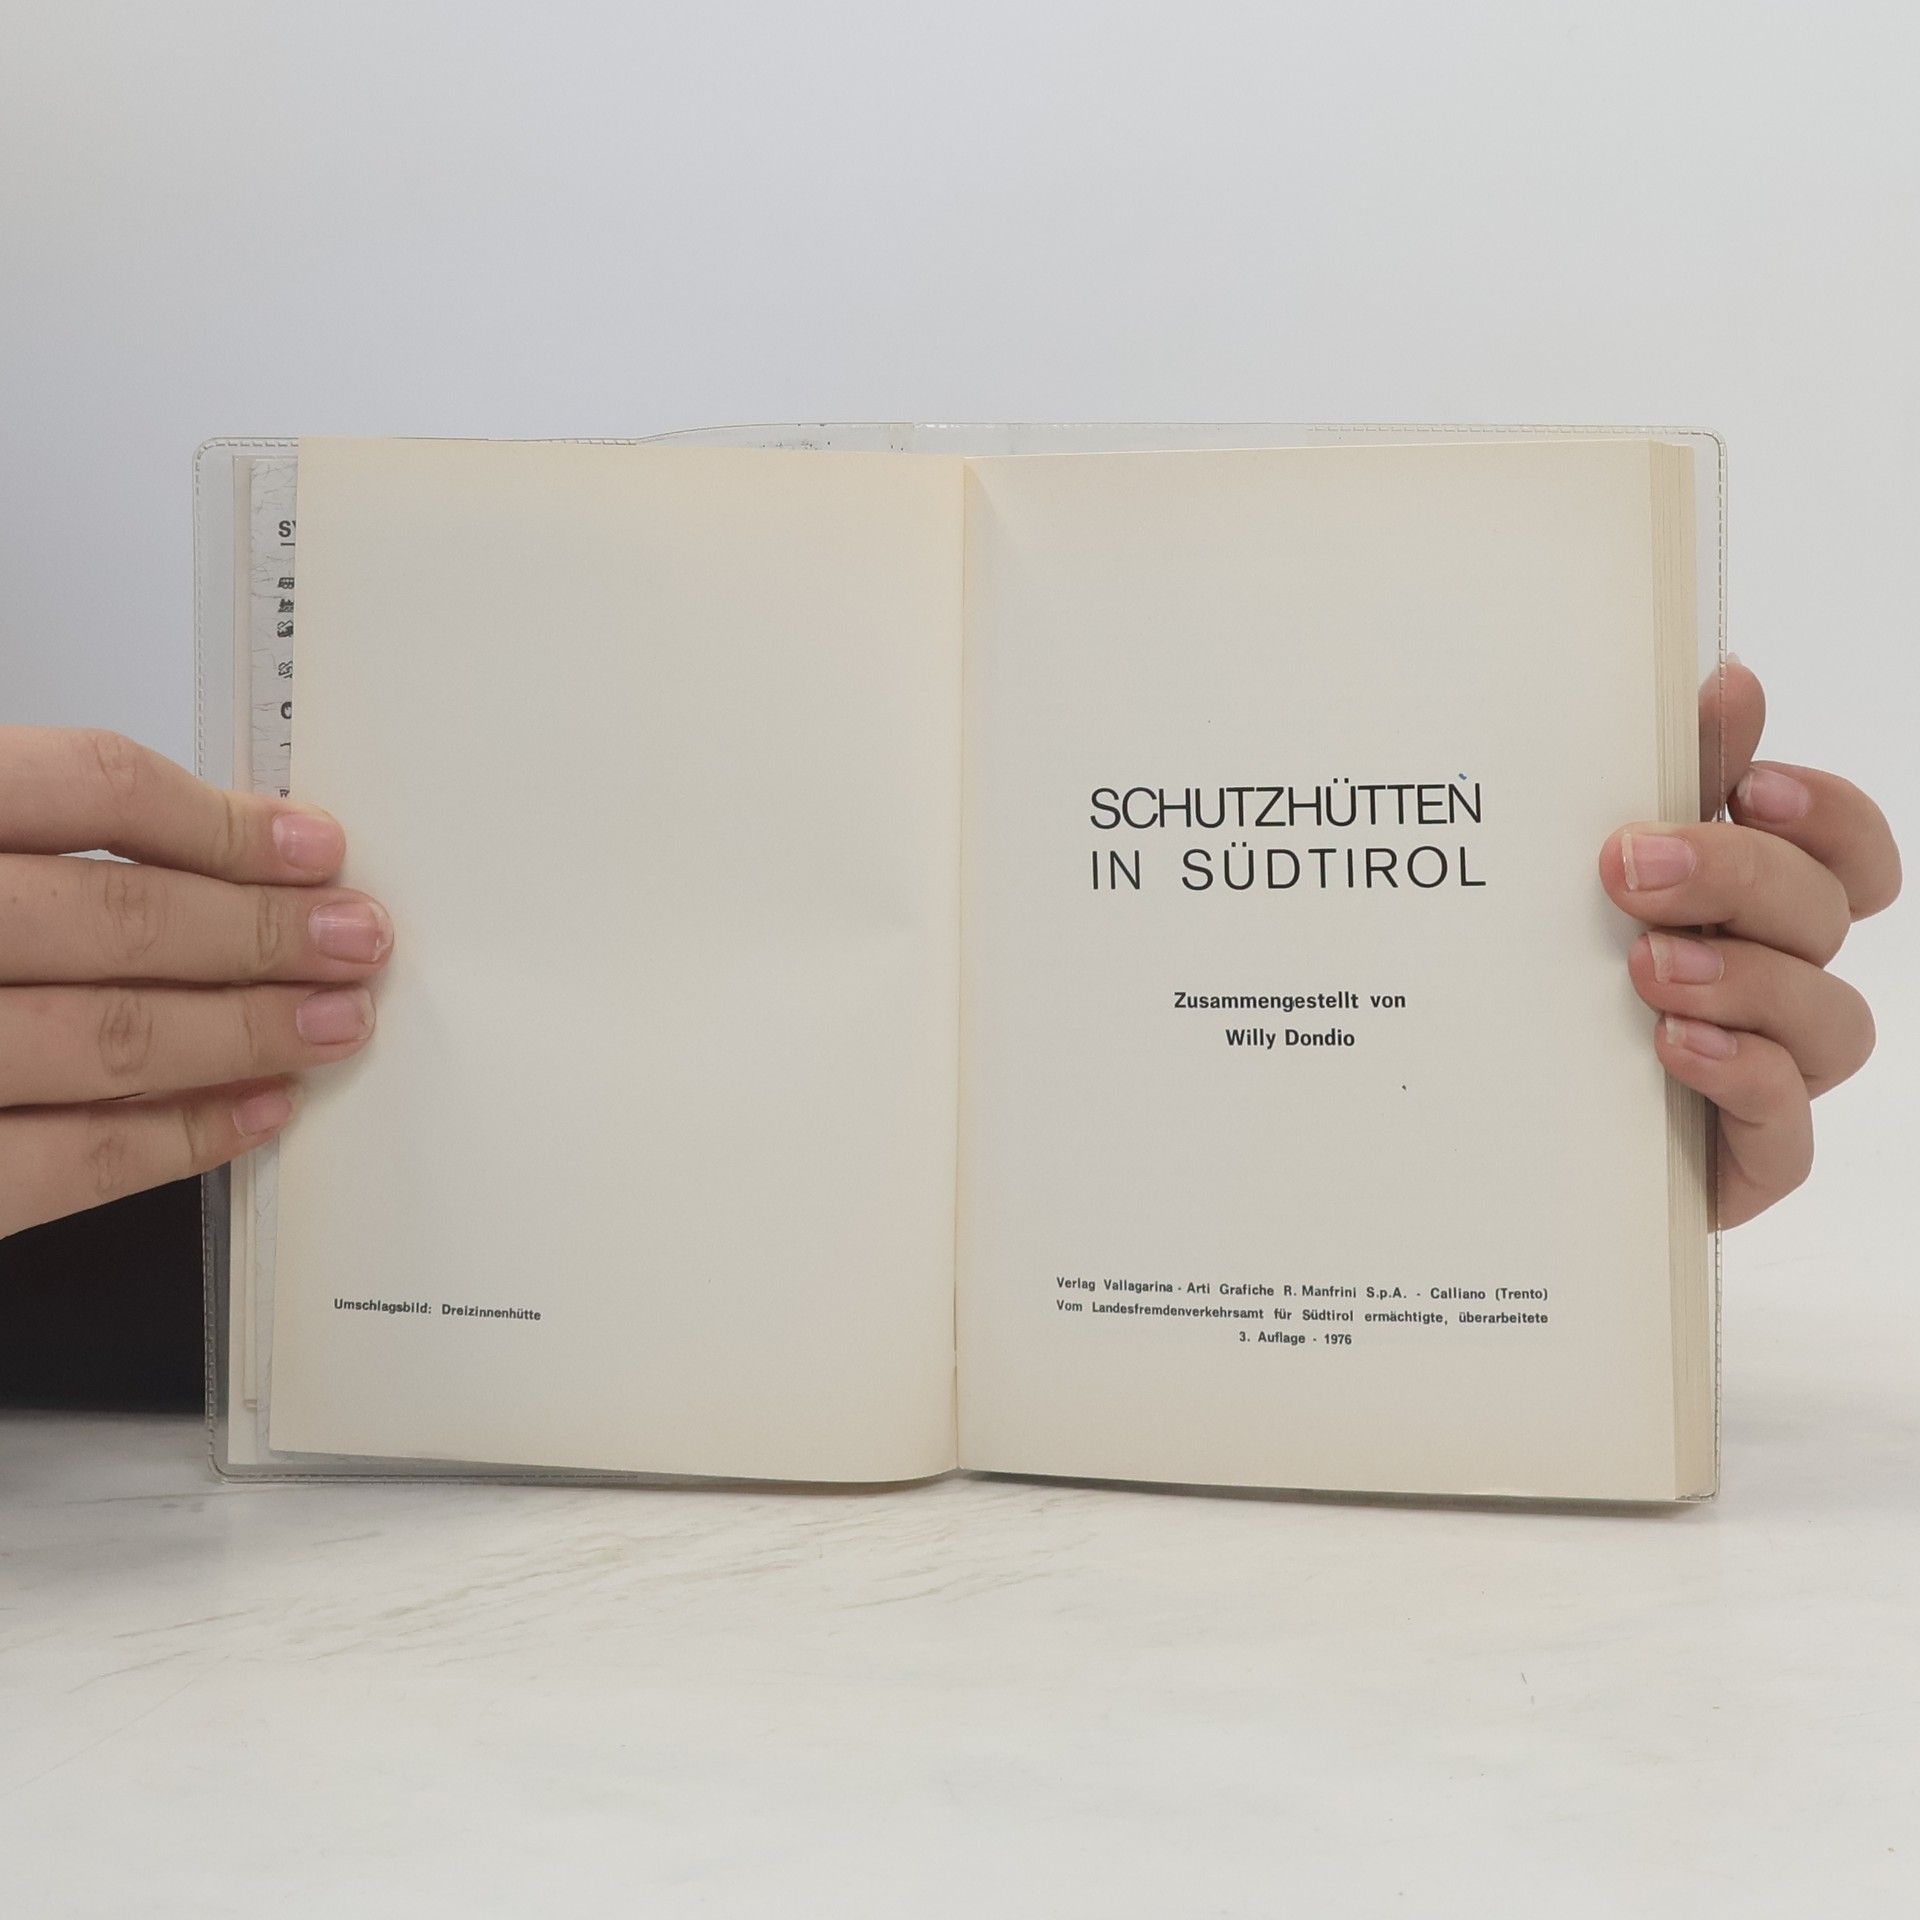 Umschlagsbild: Dreizinnenhütte
SCHUTZHÜTTEN
IN SÜDTIROL
Zusammengestellt von
Willy Dondio
Verlag Vallagarina - Arti Grafiche R. Manfrini S.p.A. - Calliano (Trento)
Vom Landesfremdenverkehrsamt für Südtirol ermächtigte, überarbeitete
3. Auflage - 1976